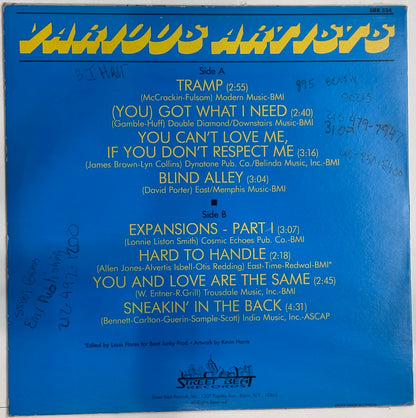 SBR 534
VARIOUS ARTISTS
Side A
TRAMP (2:55)
(McCrackin-Fulsom) Modern Music-BMI
(YOU) GOT WHAT I NEED (2:40)
(Gamble-Huff) Double Diamond/Downstairs Music-BMI
YOU CAN'T LOVE ME,
IF YOU DON'T RESPECT ME (3:16)
(James Brown-Lyn Collins) Dynatone Pub Co./Belinda Music, Inc.-BMI
BLIND ALLEY (3:04)
(David Porter) East/Memphis Music-BMI
Side B
EXPANSIONS - PART I (3:07)
(Lonnie Liston Smith) Cosmic Echoes Pub. Co.-BMI
HARD TO HANDLE (2:18)
(Allen Jones-Alvertis Isbell-Otis Redding) East-Time-Redwal-BMI*
YOU AND LOVE ARE THE SAME (2:45)
(W. Entner-R.Grill) Trousdale Music, Inc.-BMI
SNEAKIN' IN THE BACK (4:31)
(Bennett-Carlton-Guerin-Sample-Scott) India Music, Inc.-ASCAP
*Edited by Louis Flores for Beat Junky Prod. • Artwork by Kevin Harris
STREET BEAT
RECORDS